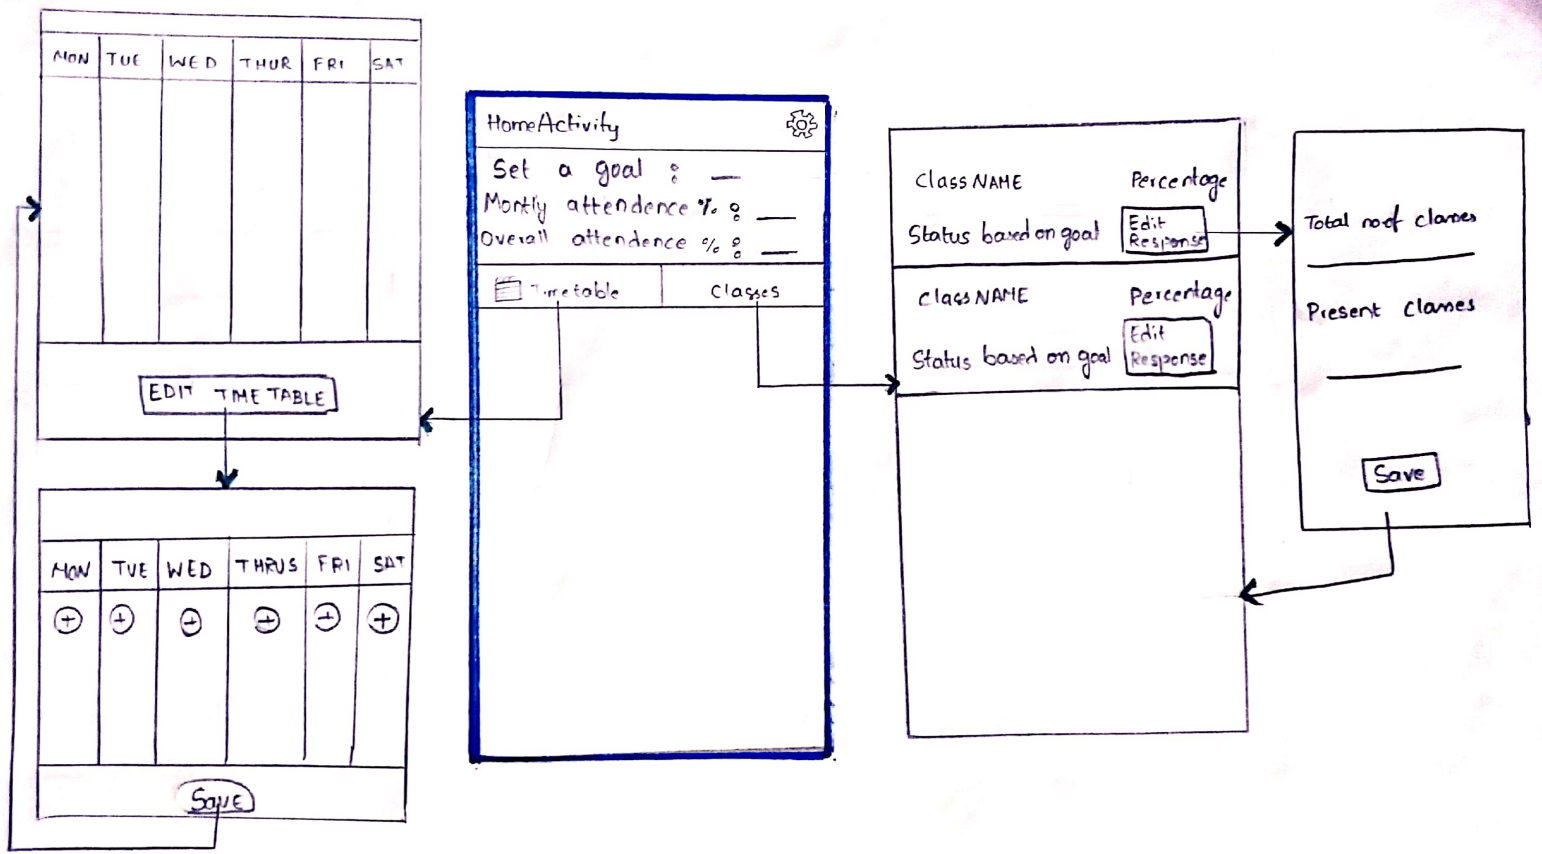 MON TUE WED THUR FRI SAT
EDIT TIME TABLE
MON TUE WED THRUS FRI SAT
+ + + + + +
Save
HomeActivity
Set a goal :
Montly attendence % :
Overall attendence % :
Timetable Classes
Class NAME Percentage
Status based on goal Edit
Response
Class NAME Percentage
Status based on goal Edit
Response
Total no of classes
Present Classes
Save